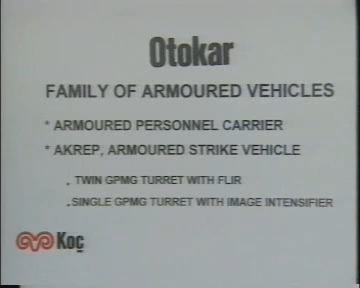 Otokar
FAMILY OF ARMOURED VEHICLES
* ARMOURED PERSONNEL CARRIER
* AKREP, ARMOURED STRIKE VEHICLE
. TWIN GPMG TURRET WITH FLIR
. SINGLE GPMG TURRET WITH IMAGE INTENSIFIER
Koç